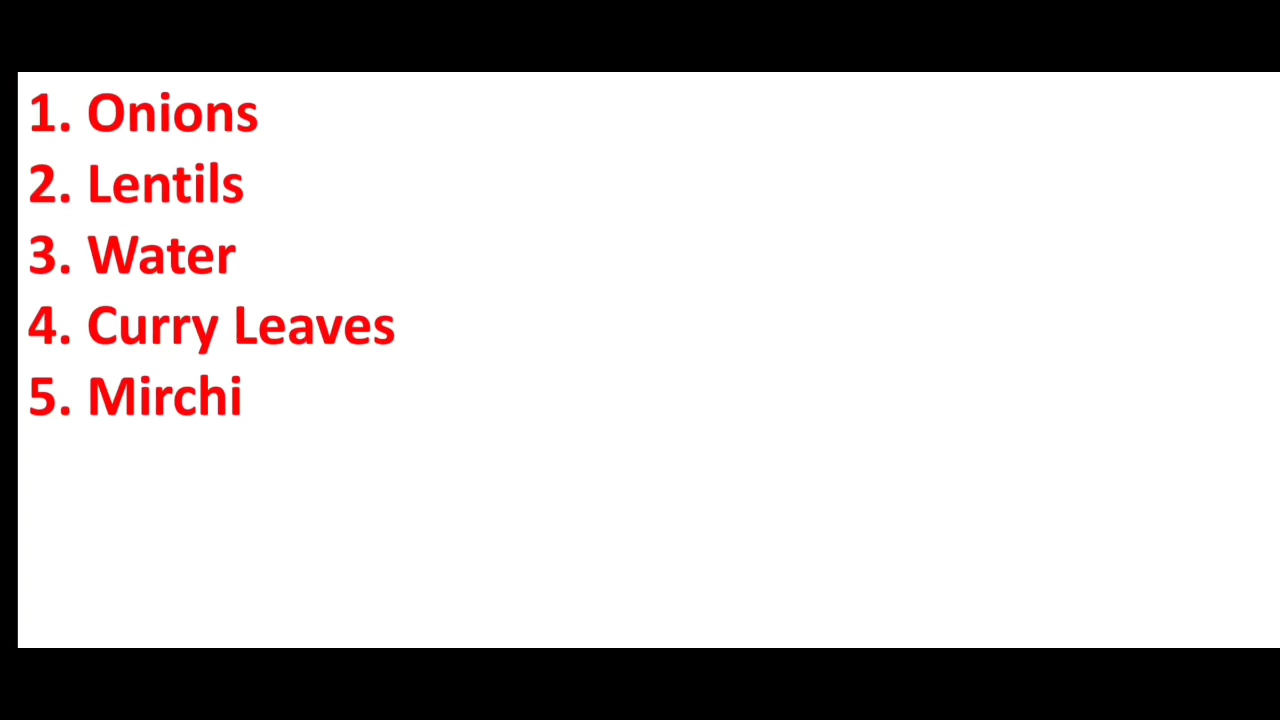 1. Onions
2. Lentils
3. Water
4. Curry Leaves
5. Mirchi